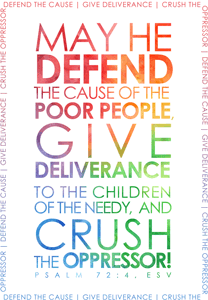 DEFEND THE CAUSE | GIVE DELIVERANCE | CRUSH THE OPPRESSOR
MAY HE
DEFEND
THE CAUSE OF THE
POOR PEOPLE,
GIVE
DELIVERANCE
TO THE CHILDREN
OF THE NEEDY, AND
CRUSH
THE OPPRESSOR!
PSALM 72:4, ESV
OPPRESSOR | DEFEND THE CAUSE | GIVE DELIVERANCE | CRUSH THE
DEFEND THE CAUSE | GIVE DELIVERANCE | CRUSH THE OPPRESSOR
DEFEND THE CAUSE | GIVE DELIVERANCE | CRUSH THE